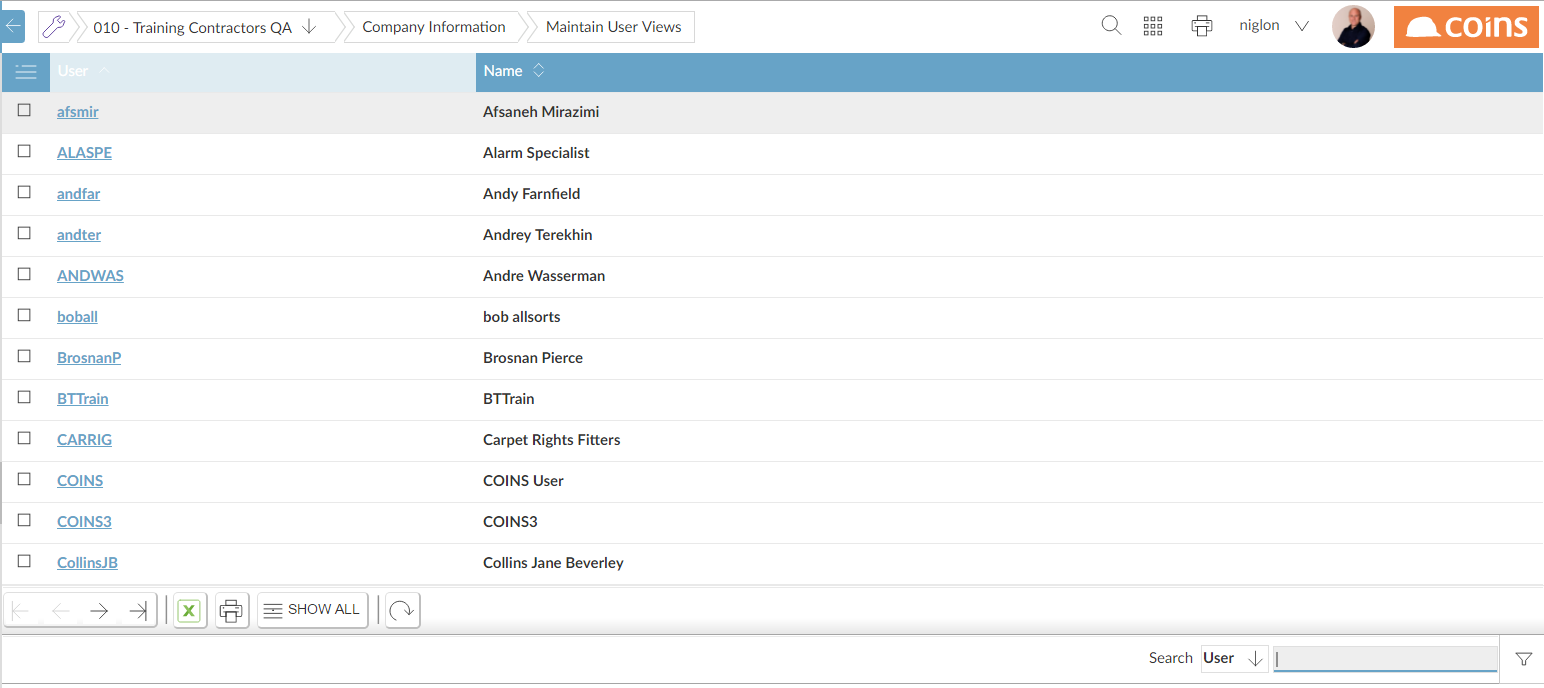 010 - Training Contractors QA Company Information Maintain User Views niglon coins
User Name
afsmir Afsaneh Mirazimi
ALASPE Alarm Specialist
andfar Andy Farnfield
andter Andrey Terekhin
ANDWAS Andre Wasserman
boball bob allsorts
BrosnanP Brosnan Pierce
BTTrain BTTrain
CARRIG Carpet Rights Fitters
COINS COINS User
COINS3 COINS3
CollinsJB Collins Jane Beverley
X SHOW ALL
Search User